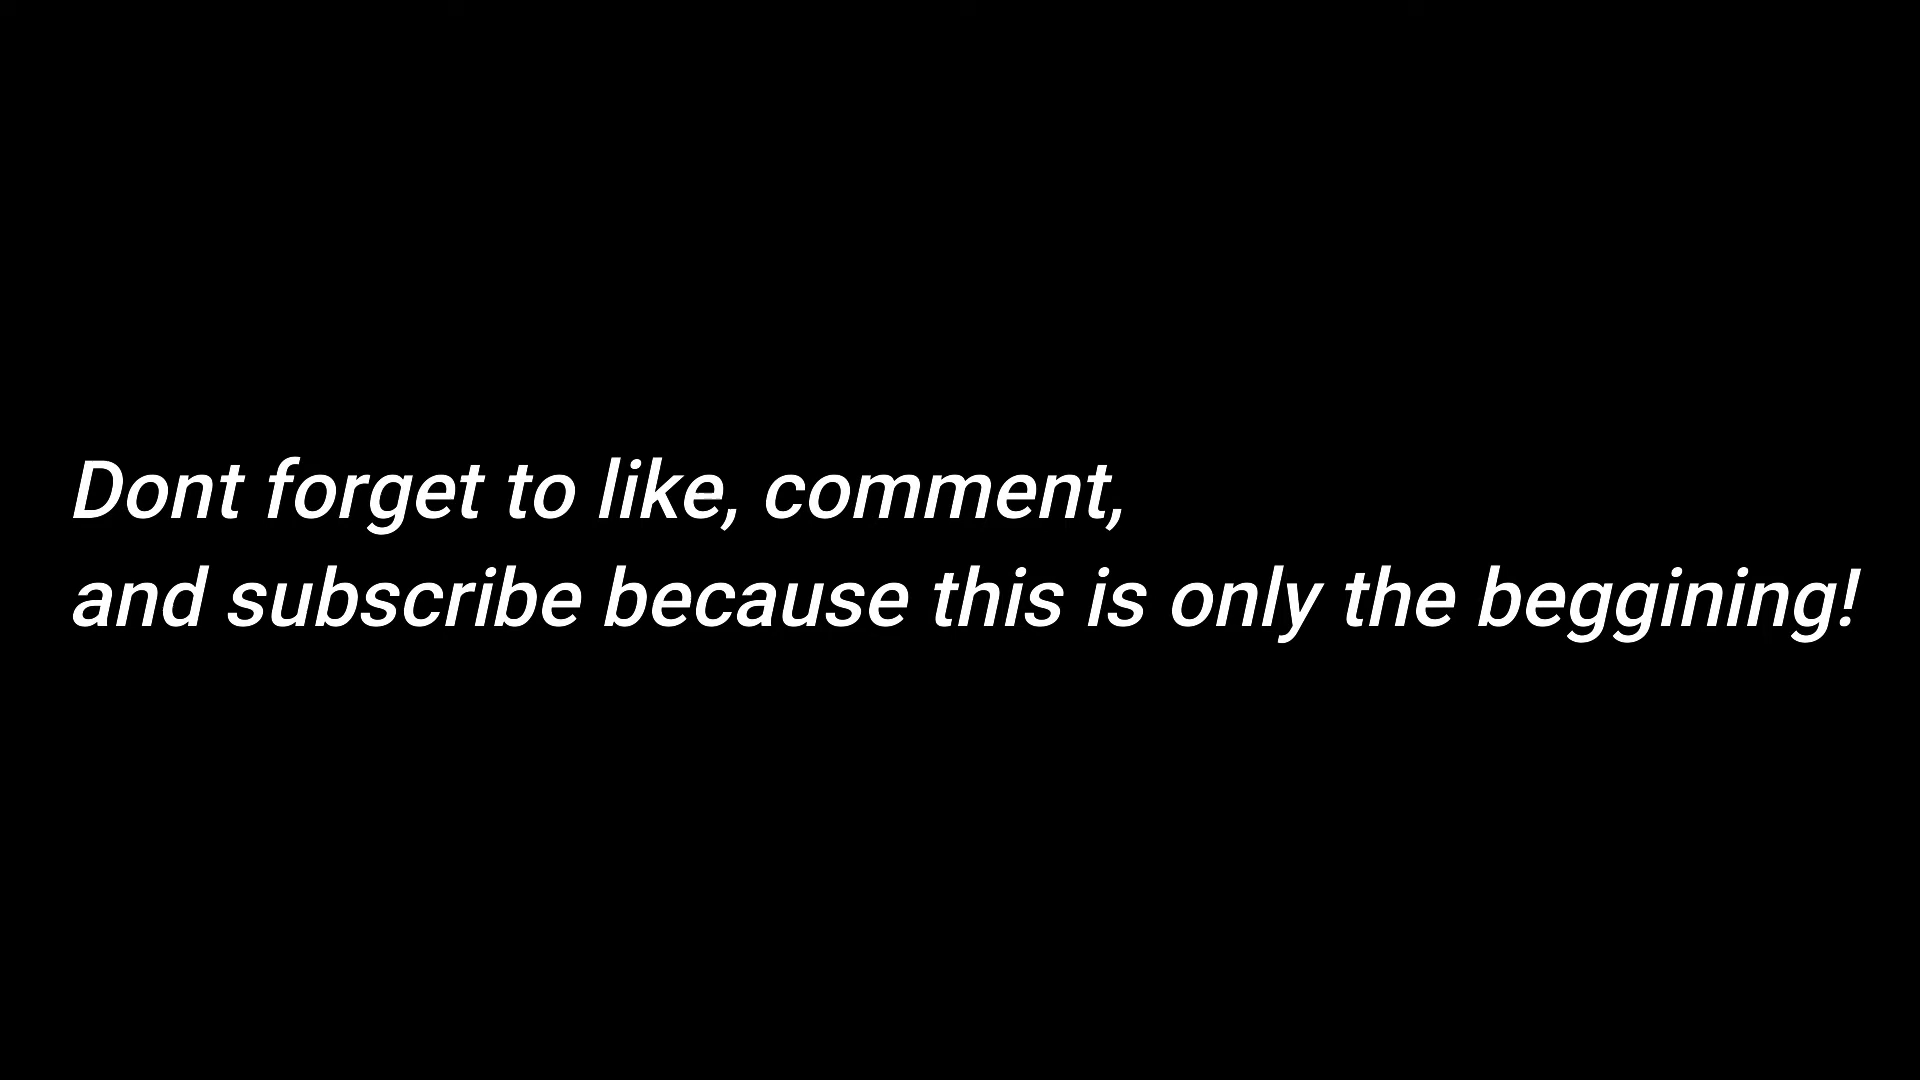 Dont forget to like, comment,
and subscribe because this is only the beggining!